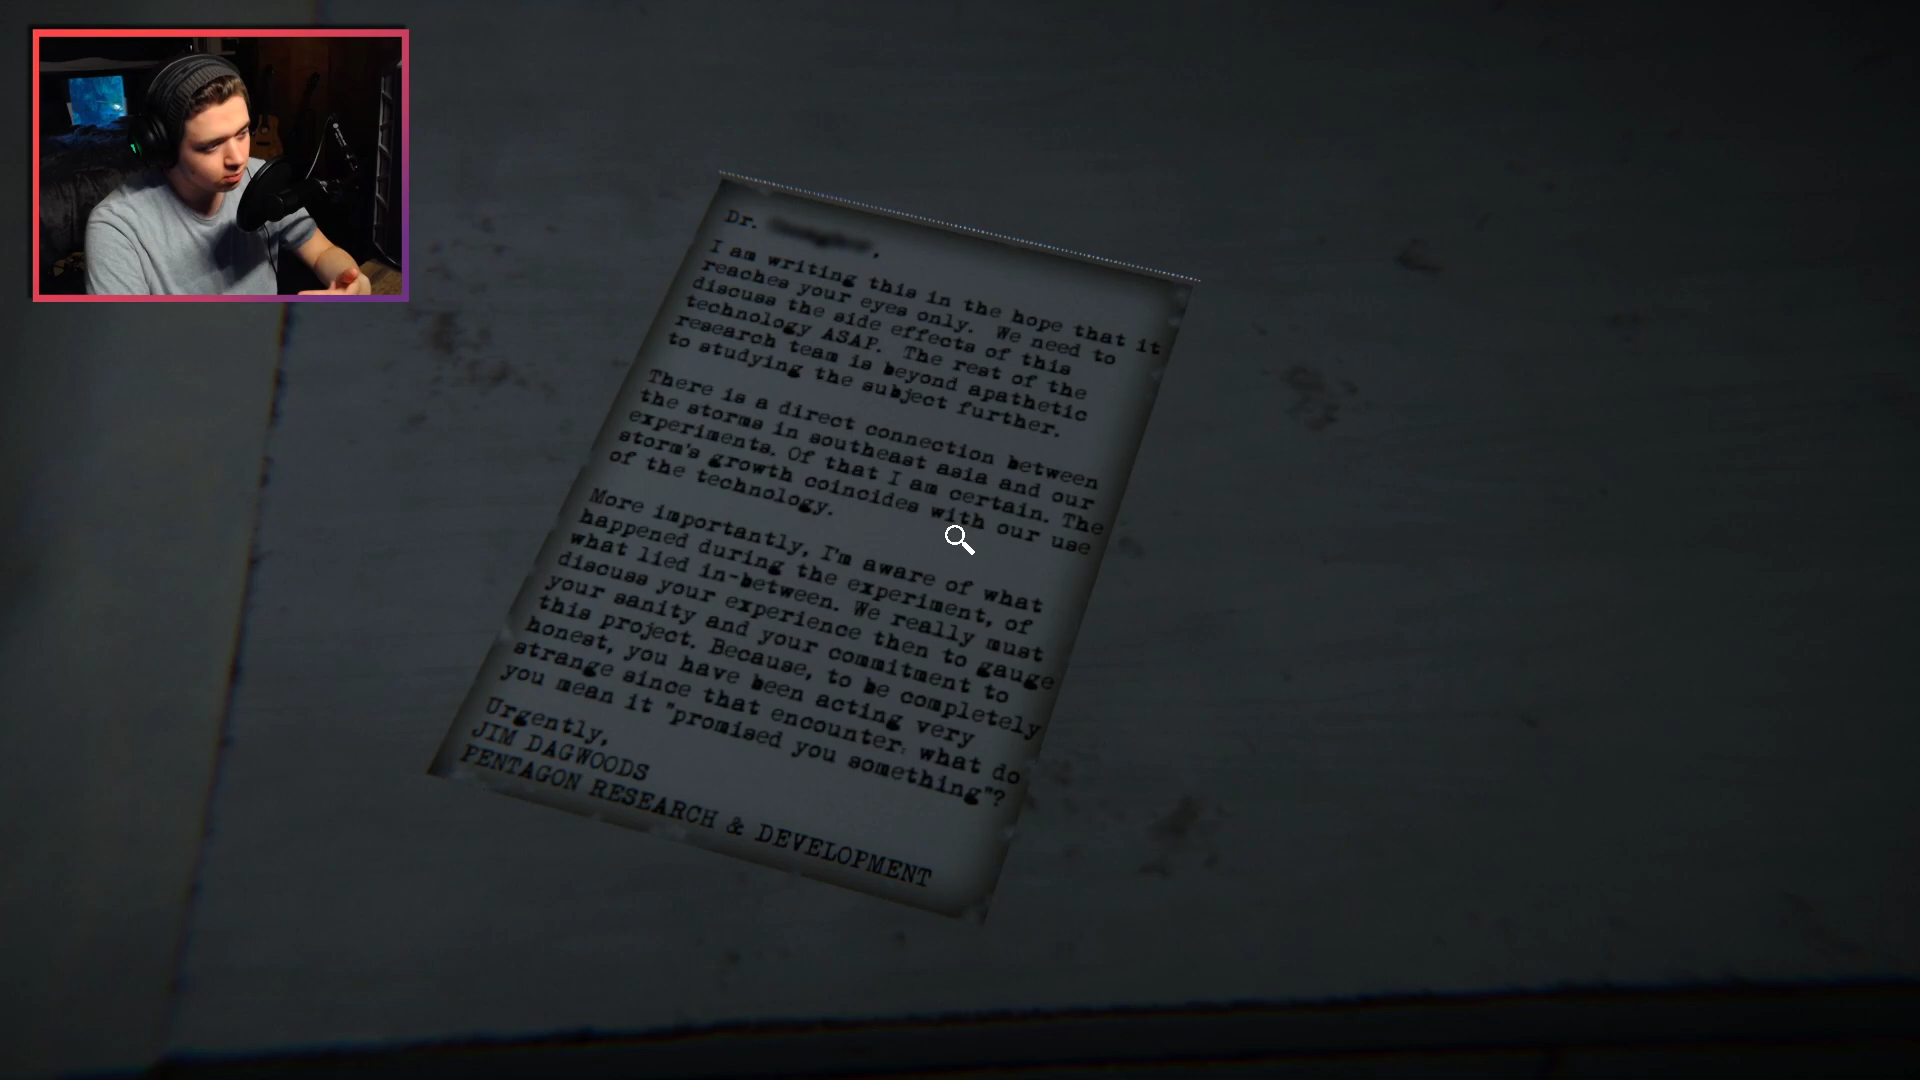 Dr.
I am writing this in the hope that it
reaches your eyes only. We need to
discuss the side effects of this
technology ASAP. The rest of the
research team is beyond apathetic
to studying the subject further.
There is a direct connection between
the storms in southeast asia and our
experiments. Of that I am certain. The
storm's growth coincides with our use
of the technology.
More importantly, I'm aware of what
happened during the experiment, of
what lied in-between. We really must
discuss your experience then to gauge
your sanity and your commitment to
this project. Because, to be completely
honest, you have been acting very
strange since that encounter: what do
you mean it "promised you something"?
Urgently,
JIM DAGWOODS
PENTAGON RESEARCH & DEVELOPMENT